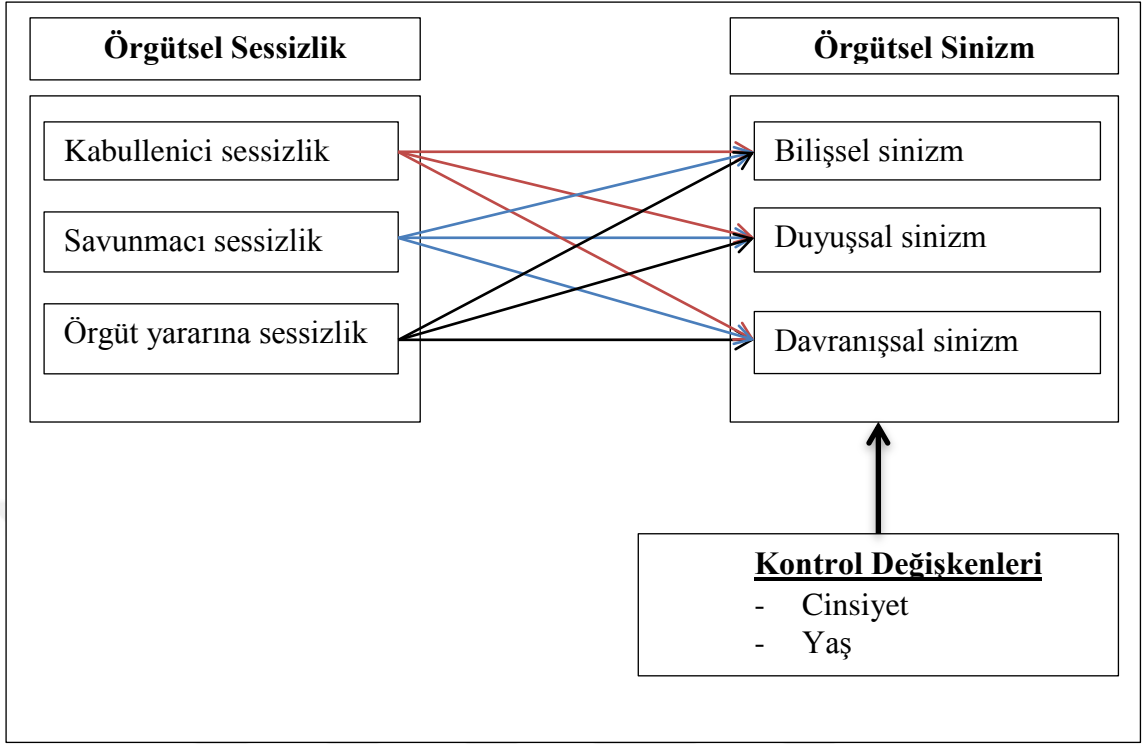 Örgütsel Sessizlik
Kabullenici sessizlik
Savunmacı sessizlik
Örgüt yararına sessizlik
Örgütsel Sinizm
Bilişsel sinizm
Duyuşsal sinizm
Davranışsal sinizm
Kontrol Değişkenleri
- Cinsiyet
- Yaş